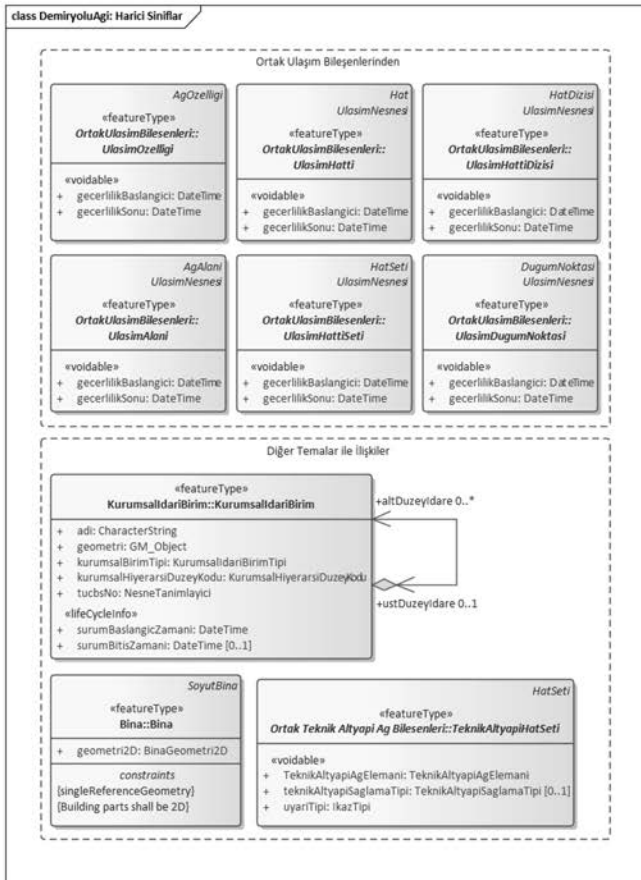 class DemiryoluAgi: Harici Siniflar
Ortak Ulaşım Bileşenlerinden
AgOzelligi
«featureType»
OrtakUlasimBilesenleri::
UlasimOzelligi
«voidable»
+ gecerlilikBaslangici: DateTime
+ gecerlilikSonu: DateTime
Hat
UlasimNesnesi
«featureType»
OrtakUlasimBilesenleri::
UlasimHatti
«voidable»
+ gecerlilikBaslangici: DateTime
+ gecerlilikSonu: DateTime
HatDizisi
UlasimNesnesi
«featureType»
OrtakUlasimBilesenleri::
UlasimHattiDizisi
«voidable»
+ gecerlilikBaslangici: DateTime
+ gecerlilikSonu: DateTime
AgAlani
UlasimNesnesi
«featureType»
OrtakUlasimBilesenleri::
UlasimAlani
«voidable»
+ gecerlilikBaslangici: DateTime
+ gecerlilikSonu: DateTime
HatSeti
UlasimNesnesi
«featureType»
OrtakUlasimBilesenleri::
UlasimHattiSeti
«voidable»
+ gecerlilikBaslangici: DateTime
+ gecerlilikSonu: DateTime
DugumNoktasi
UlasimNesnesi
«featureType»
OrtakUlasimBilesenleri::
UlasimDugumNoktasi
«voidable»
+ gecerlilikBaslangici: DateTime
+ gecerlilikSonu: DateTime
Diğer Temalar ile İlişkiler
«featureType»
KurumsalIdariBirim::KurumsalIdariBirim
+ adi: CharacterString
+ geometri: GM_Object
+ kurumsalBirimTipi: KurumsalIdariBirimTipi
+ kurumsalHiyerarsiDuzeyKodu: KurumsalHiyerarsiDuzeyKodu
+ tucbsNo: NesneTanimlayici
«lifeCycleInfo»
+ surumBaslangicZamani: DateTime
+ surumBitisZamani: DateTime [0..1]
+altDuzeyIdare 0..*
+ustDuzeyIdare 0..1
SoyutBina
«featureType»
Bina::Bina
+ geometri2D: BinaGeometri2D
constraints
{singleReferenceGeometry}
{Building parts shall be 2D}
HatSeti
«featureType»
Ortak Teknik Altyapi Ag Bilesenleri::TeknikAltyapiHatSeti
«voidable»
+ TeknikAltyapiAgElemani: TeknikAltyapiAgElemani
+ teknikAltyapiSaglamaTipi: TeknikAltyapiSaglamaTipi [0..1]
+ uyariTipi: IkazTipi